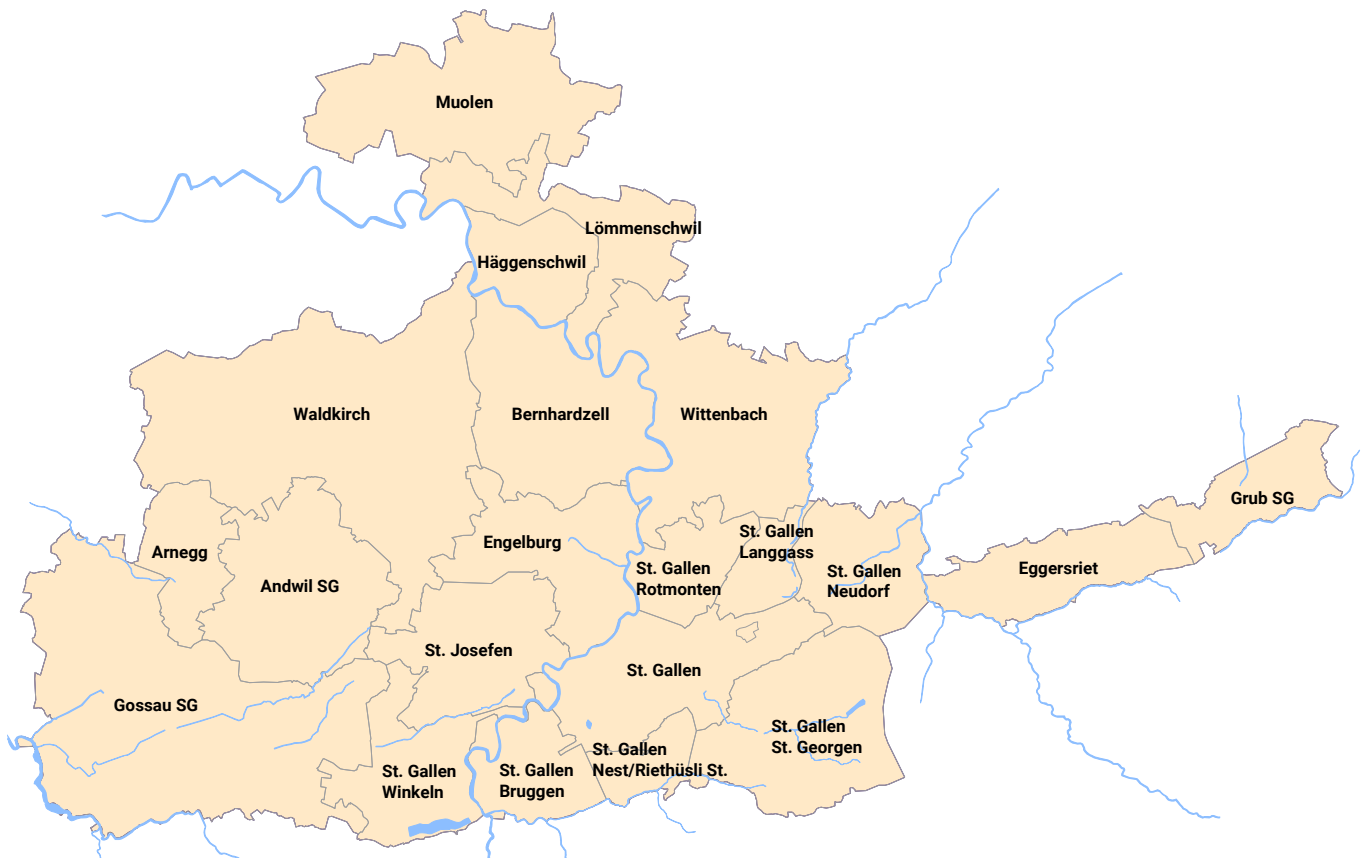 Muolen
Lömmenschwil
Häggenschwil
Waldkirch
Bernhardzell
Wittenbach
Grub SG
Arnegg
Engelburg
St. Gallen
Langgass
Andwil SG
St. Gallen
Rotmonten
St. Gallen
Neudorf
Eggersriet
St. Josefen
St. Gallen
Gossau SG
St. Gallen
St. Georgen
St. Gallen
Winkeln
St. Gallen
Bruggen
St. Gallen
Nest/Riethüsli St.